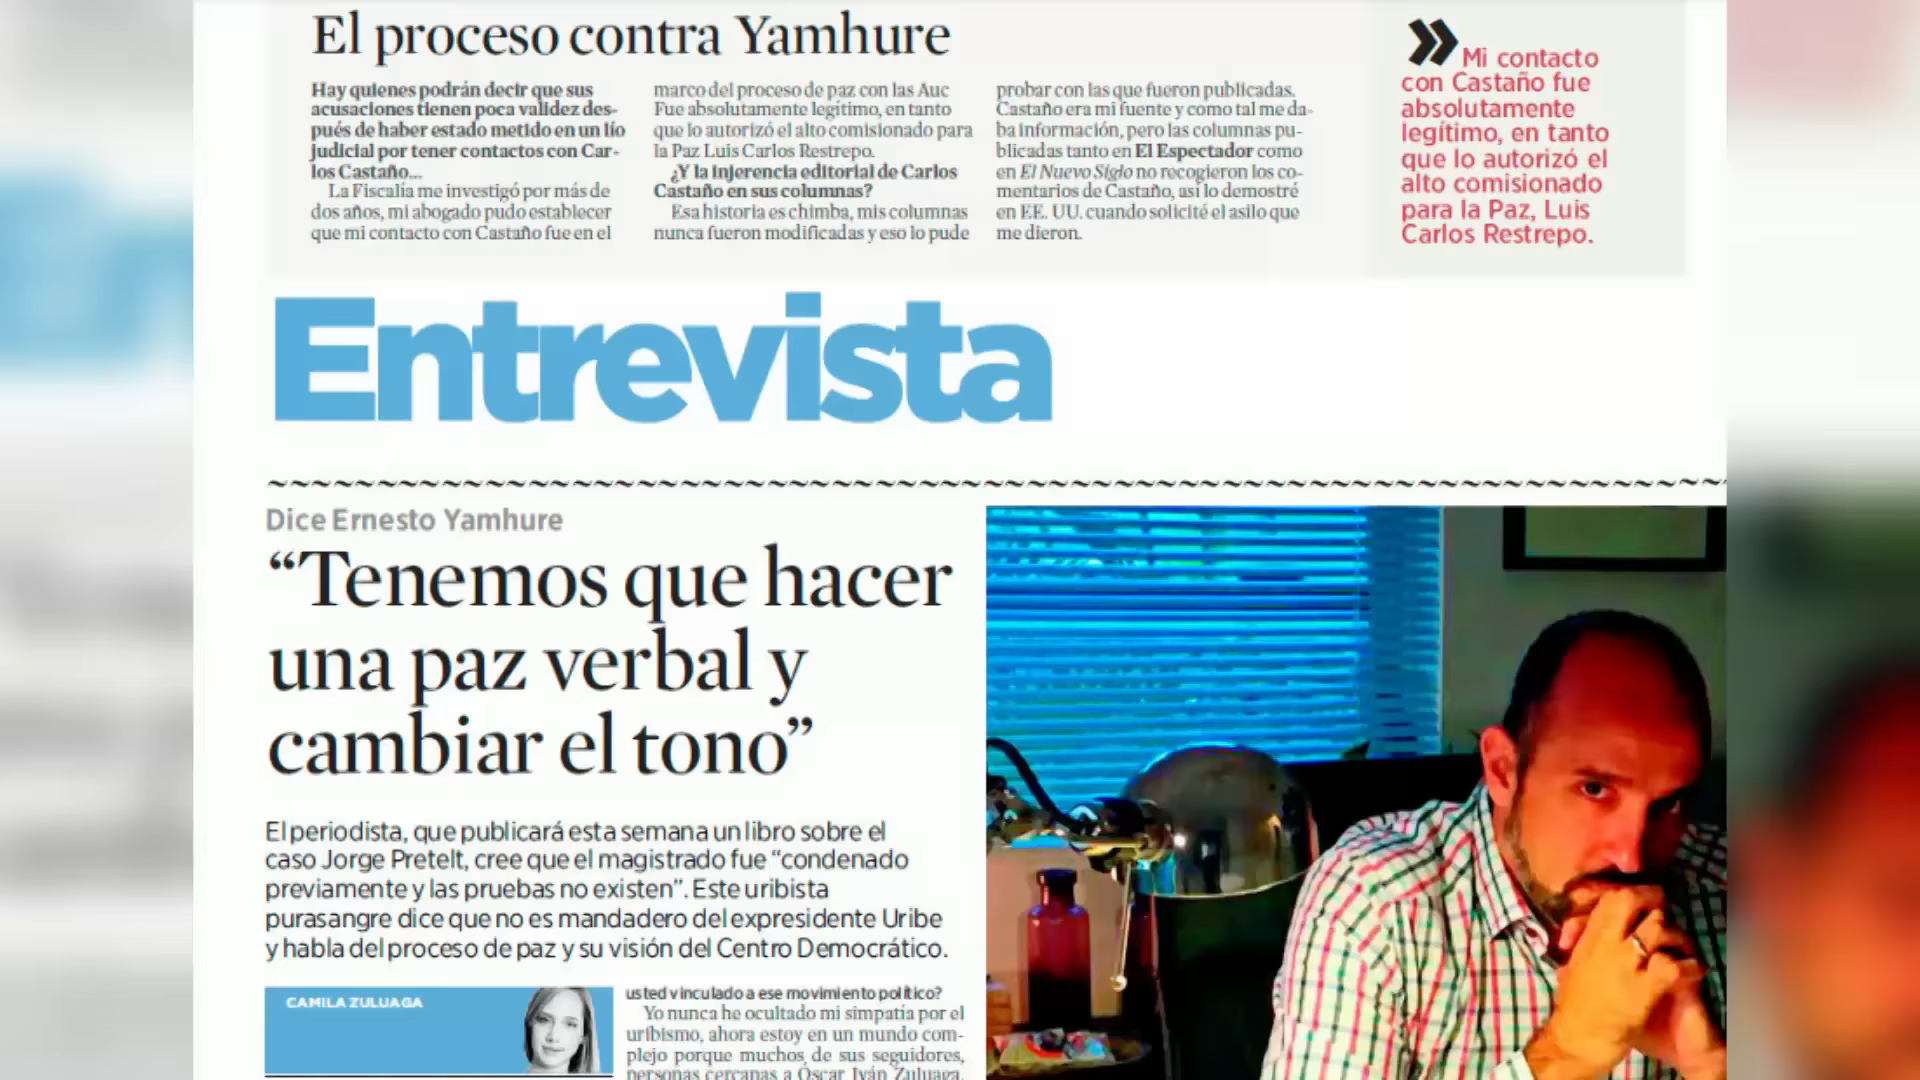 El proceso contra Yamhure
Hay quienes podrán decir que sus
acusaciones tienen poca validez des-
pués de haber estado metido en un lío
judicial por tener contactos con Car-
los Castaño...
La Fiscalía me investigó por más de
dos años, mi abogado pudo establecer
que mi contacto con Castaño fue en el
marco del proceso de paz con las Auc
Fue absolutamente legítimo, en tanto
que lo autorizó el alto comisionado para
la Paz Luis Carlos Restrepo.
¿Y la injerencia editorial de Carlos
Castaño en sus columnas?
Esa historia es chimba, mis columnas
nunca fueron modificadas y eso lo pude
probar con las que fueron publicadas.
Castaño era mi fuente y como tal me da-
ba información, pero las columnas pu-
blicadas tanto en El Espectador como
en El Nuevo Siglo no recogieron los co-
mentarios de Castaño, así lo demostré
en EE. UU. cuando solicité el asilo que
me dieron.
» Mi contacto
con Castaño fue
absolutamente
legítimo, en tanto
que lo autorizó el
alto comisionado
para la Paz, Luis
Carlos Restrepo.
Entrevista
Dice Ernesto Yamhure
“Tenemos que hacer
una paz verbal y
cambiar el tono”
El periodista, que publicará esta semana un libro sobre el
caso Jorge Pretelt, cree que el magistrado fue “condenado
previamente y las pruebas no existen”. Este uribista
purasangre dice que no es mandadero del expresidente Uribe
y habla del proceso de paz y su visión del Centro Democrático.
CAMILA ZULUAGA
usted vinculado a ese movimiento político?
Yo nunca he ocultado mi simpatía por el
uribismo, ahora estoy en un mundo com-
plejo porque muchos de sus seguidores,
personas cercanas a Óscar Iván Zuluaga,